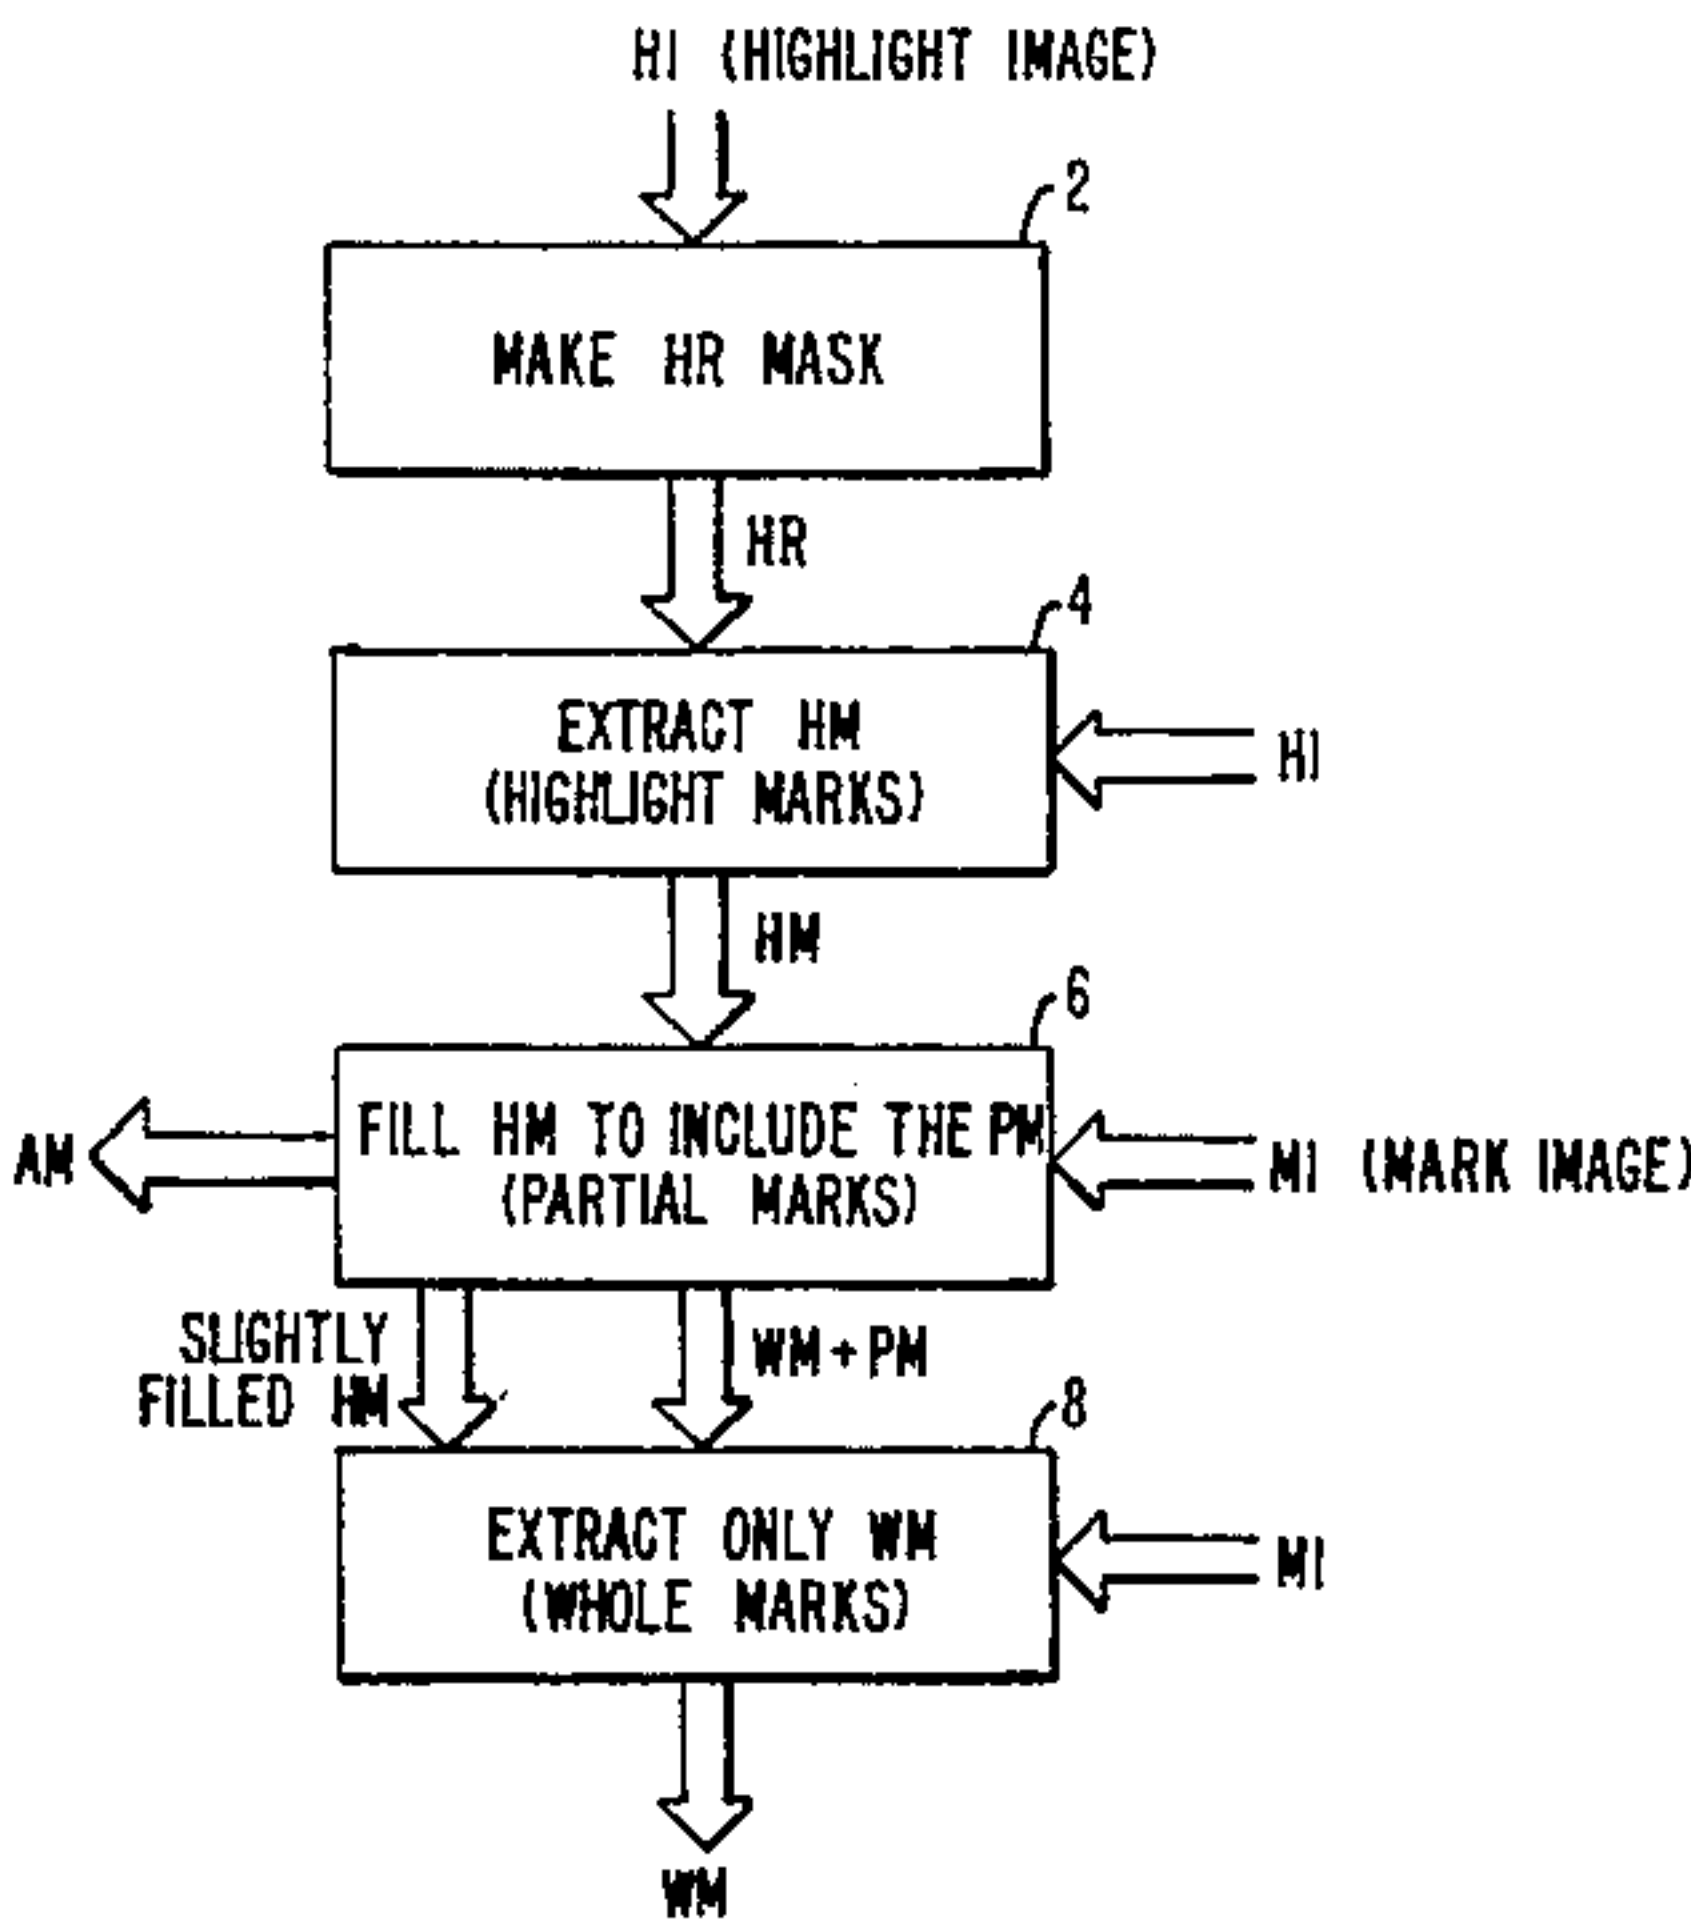 HI (HIGHLIGHT IMAGE)
2
MAKE HR MASK
HR
4
EXTRACT HM
(HIGHLIGHT MARKS)
HI
HM
6
FILL HM TO INCLUDE THE PM
(PARTIAL MARKS)
AM
MI (MARK IMAGE)
SLIGHTLY
FILLED HM
WM + PM
8
EXTRACT ONLY WM
(WHOLE MARKS)
MI
WM